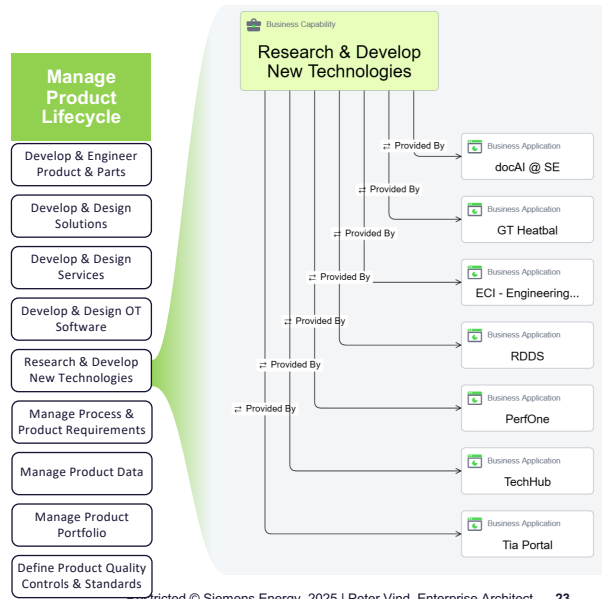 Manage
Product
Lifecycle
Develop & Engineer
Product & Parts
Develop & Design
Solutions
Develop & Design
Services
Develop & Design OT
Software
Research & Develop
New Technologies
Manage Process &
Product Requirements
Manage Product Data
Manage Product
Portfolio
Define Product Quality
Controls & Standards
Business Capability
Research & Develop
New Technologies
⇄ Provided By
Business Application
docAI @ SE
⇄ Provided By
Business Application
GT Heatbal
⇄ Provided By
Business Application
ECI - Engineering...
⇄ Provided By
Business Application
RDDS
⇄ Provided By
Business Application
PerfOne
⇄ Provided By
Business Application
TechHub
⇄ Provided By
Business Application
Tia Portal
© Siemens Energy, 2025 | Peter Vind, Enterprise Architect 23